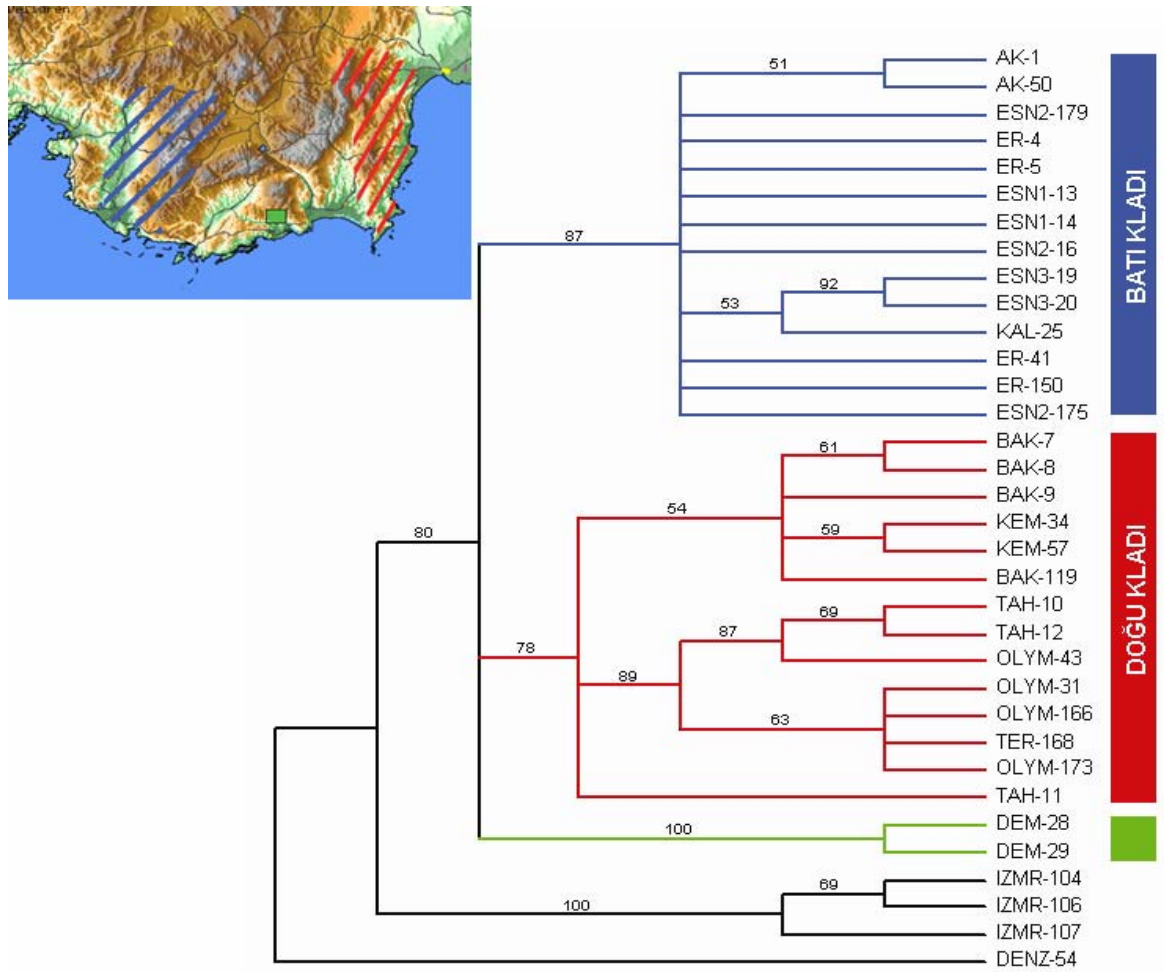 51
AK-1
AK-50
ESN2-179
ER-4
ER-5
ESN1-13
ESN1-14
87
ESN2-16
92
ESN3-19
53
ESN3-20
KAL-25
ER-41
ER-150
ESN2-175
BATI KLADI
61
BAK-7
BAK-8
BAK-9
54
59
KEM-34
KEM-57
80
BAK-119
69
TAH-10
87
TAH-12
78
OLYM-43
89
OLYM-31
63
OLYM-166
TER-168
OLYM-173
TAH-11
DOĞU KLADI
100
DEM-28
DEM-29
69
IZMR-104
100
IZMR-106
IZMR-107
DENZ-54